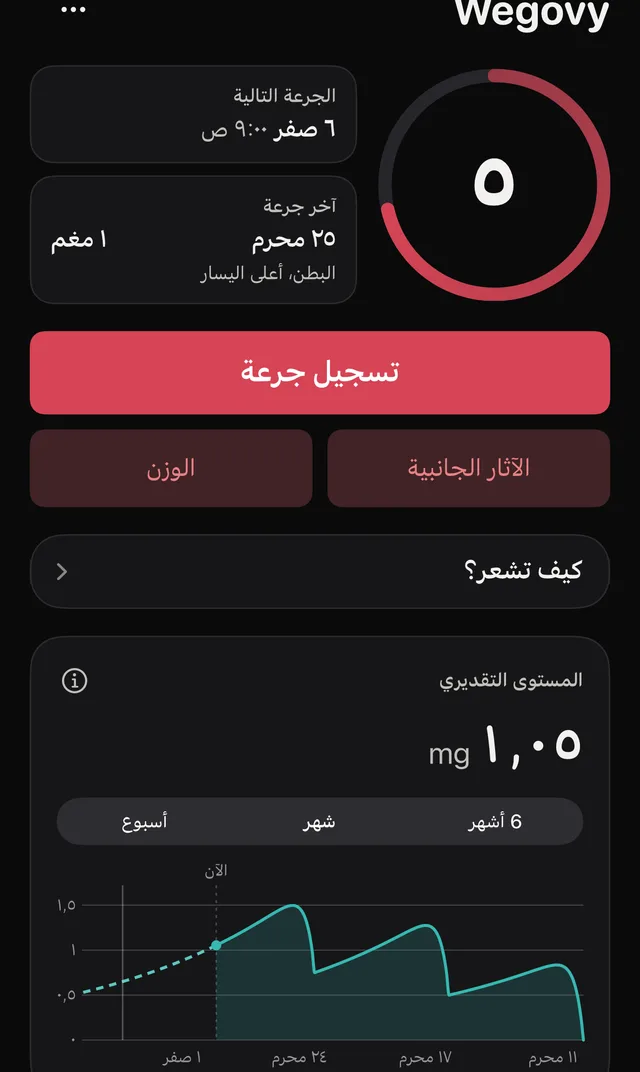 Wegovy
٥
الجرعة التالية
٦ صفر ٩:٠٠ ص
آخر جرعة
٢٥ محرم ١ مغم
البطن، أعلى اليسار
تسجيل جرعة
الآثار الجانبية
الوزن
كيف تشعر؟
المستوى التقديري
١,٠٥ mg
6 أشهر شهر أسبوع
الآن
١,٥
١
٠,٥
٠
١١ محرم ١٧ محرم ٢٤ محرم ١ صفر